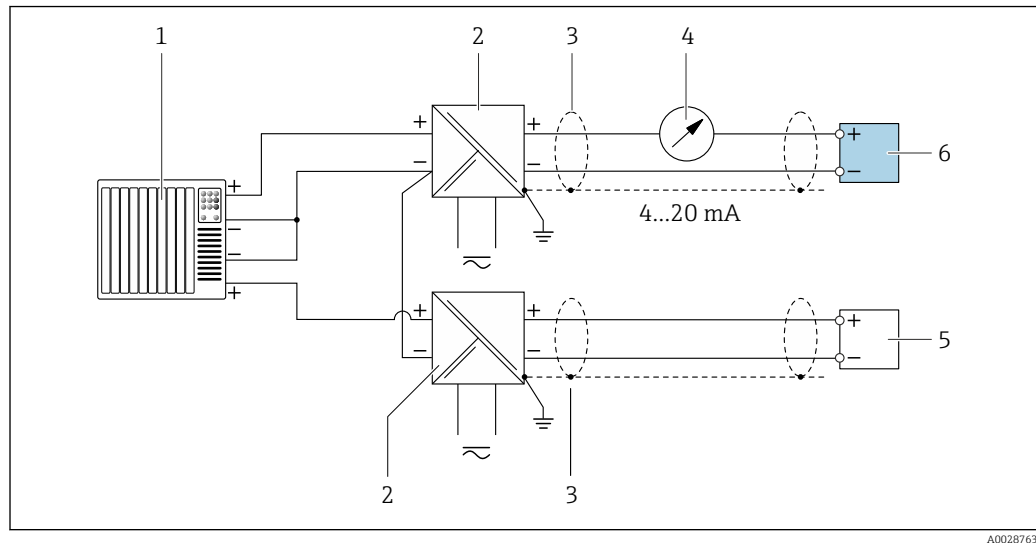 1 2 3 4
+ +
+ − − +
− 6
+ −
4...20 mA
−
−
+
+ + +
− − − 5
2 3
A0028763